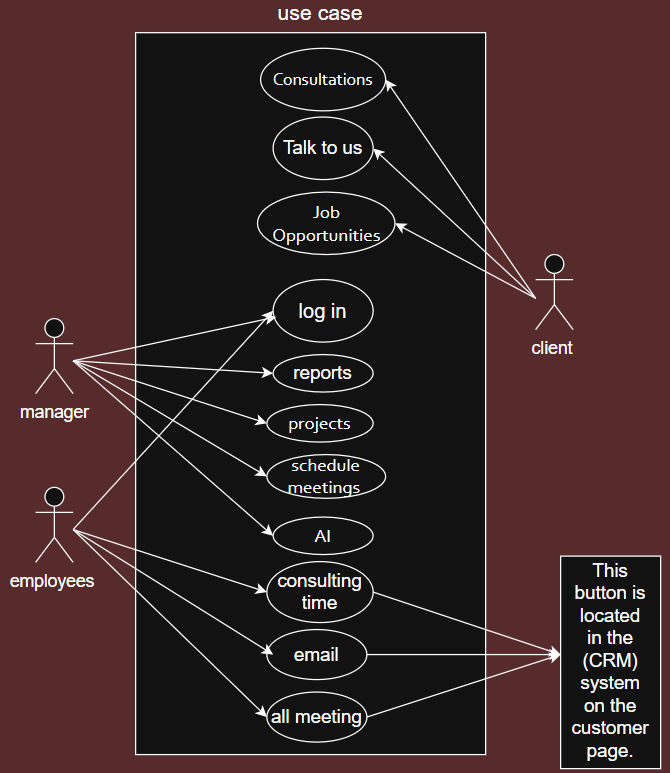 use case
Consultations
Talk to us
Job
Opportunities
log in
client
reports
manager
projects
schedule
meetings
AI
employees
consulting
time
email
all meeting
This
button is
located
in the
(CRM)
system
on the
customer
page.